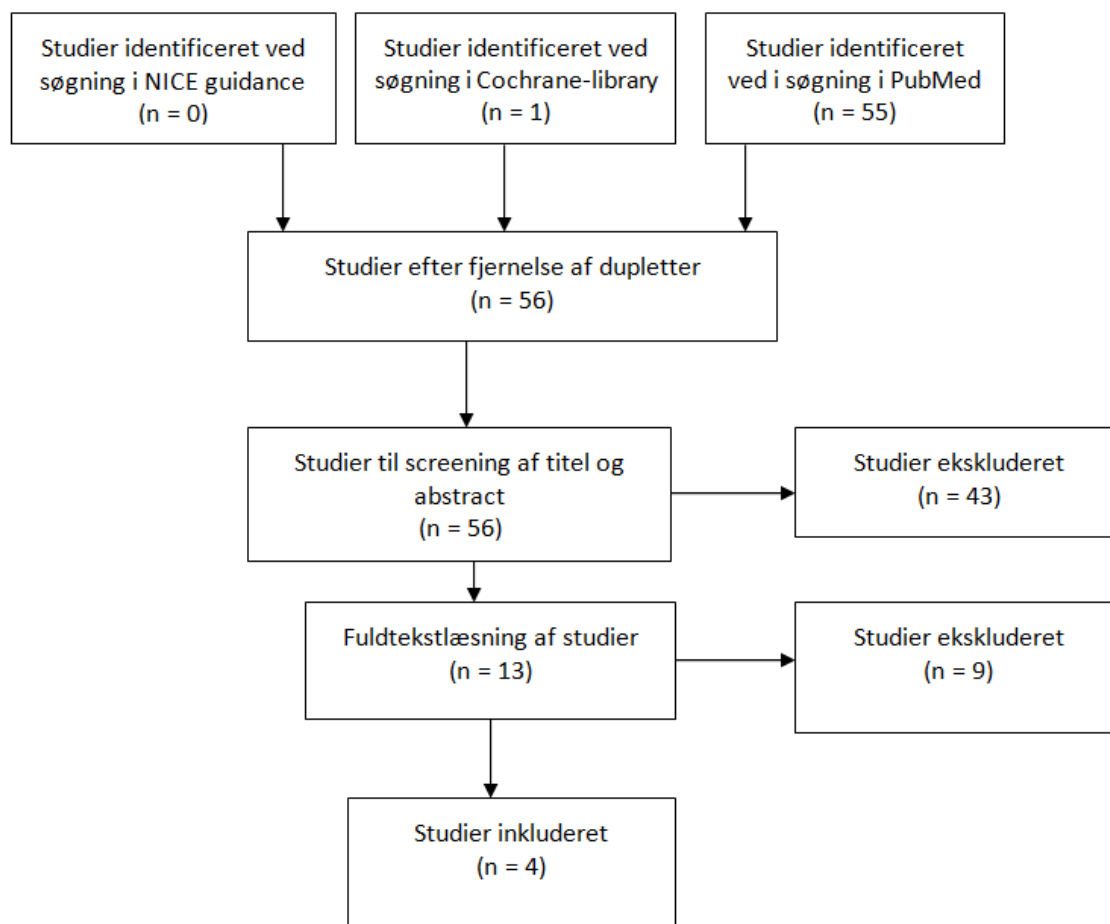 Studier identificeret ved
søgning i NICE guidance
(n = 0)
Studier identificeret ved
søgning i Cochrane-library
(n = 1)
Studier identificeret
ved i søgning i PubMed
(n = 55)
Studier efter fjernelse af dupletter
(n = 56)
Studier til screening af titel og
abstract
(n = 56)
Studier ekskluderet
(n = 43)
Fuldtekstlæsning af studier
(n = 13)
Studier ekskluderet
(n = 9)
Studier inkluderet
(n = 4)